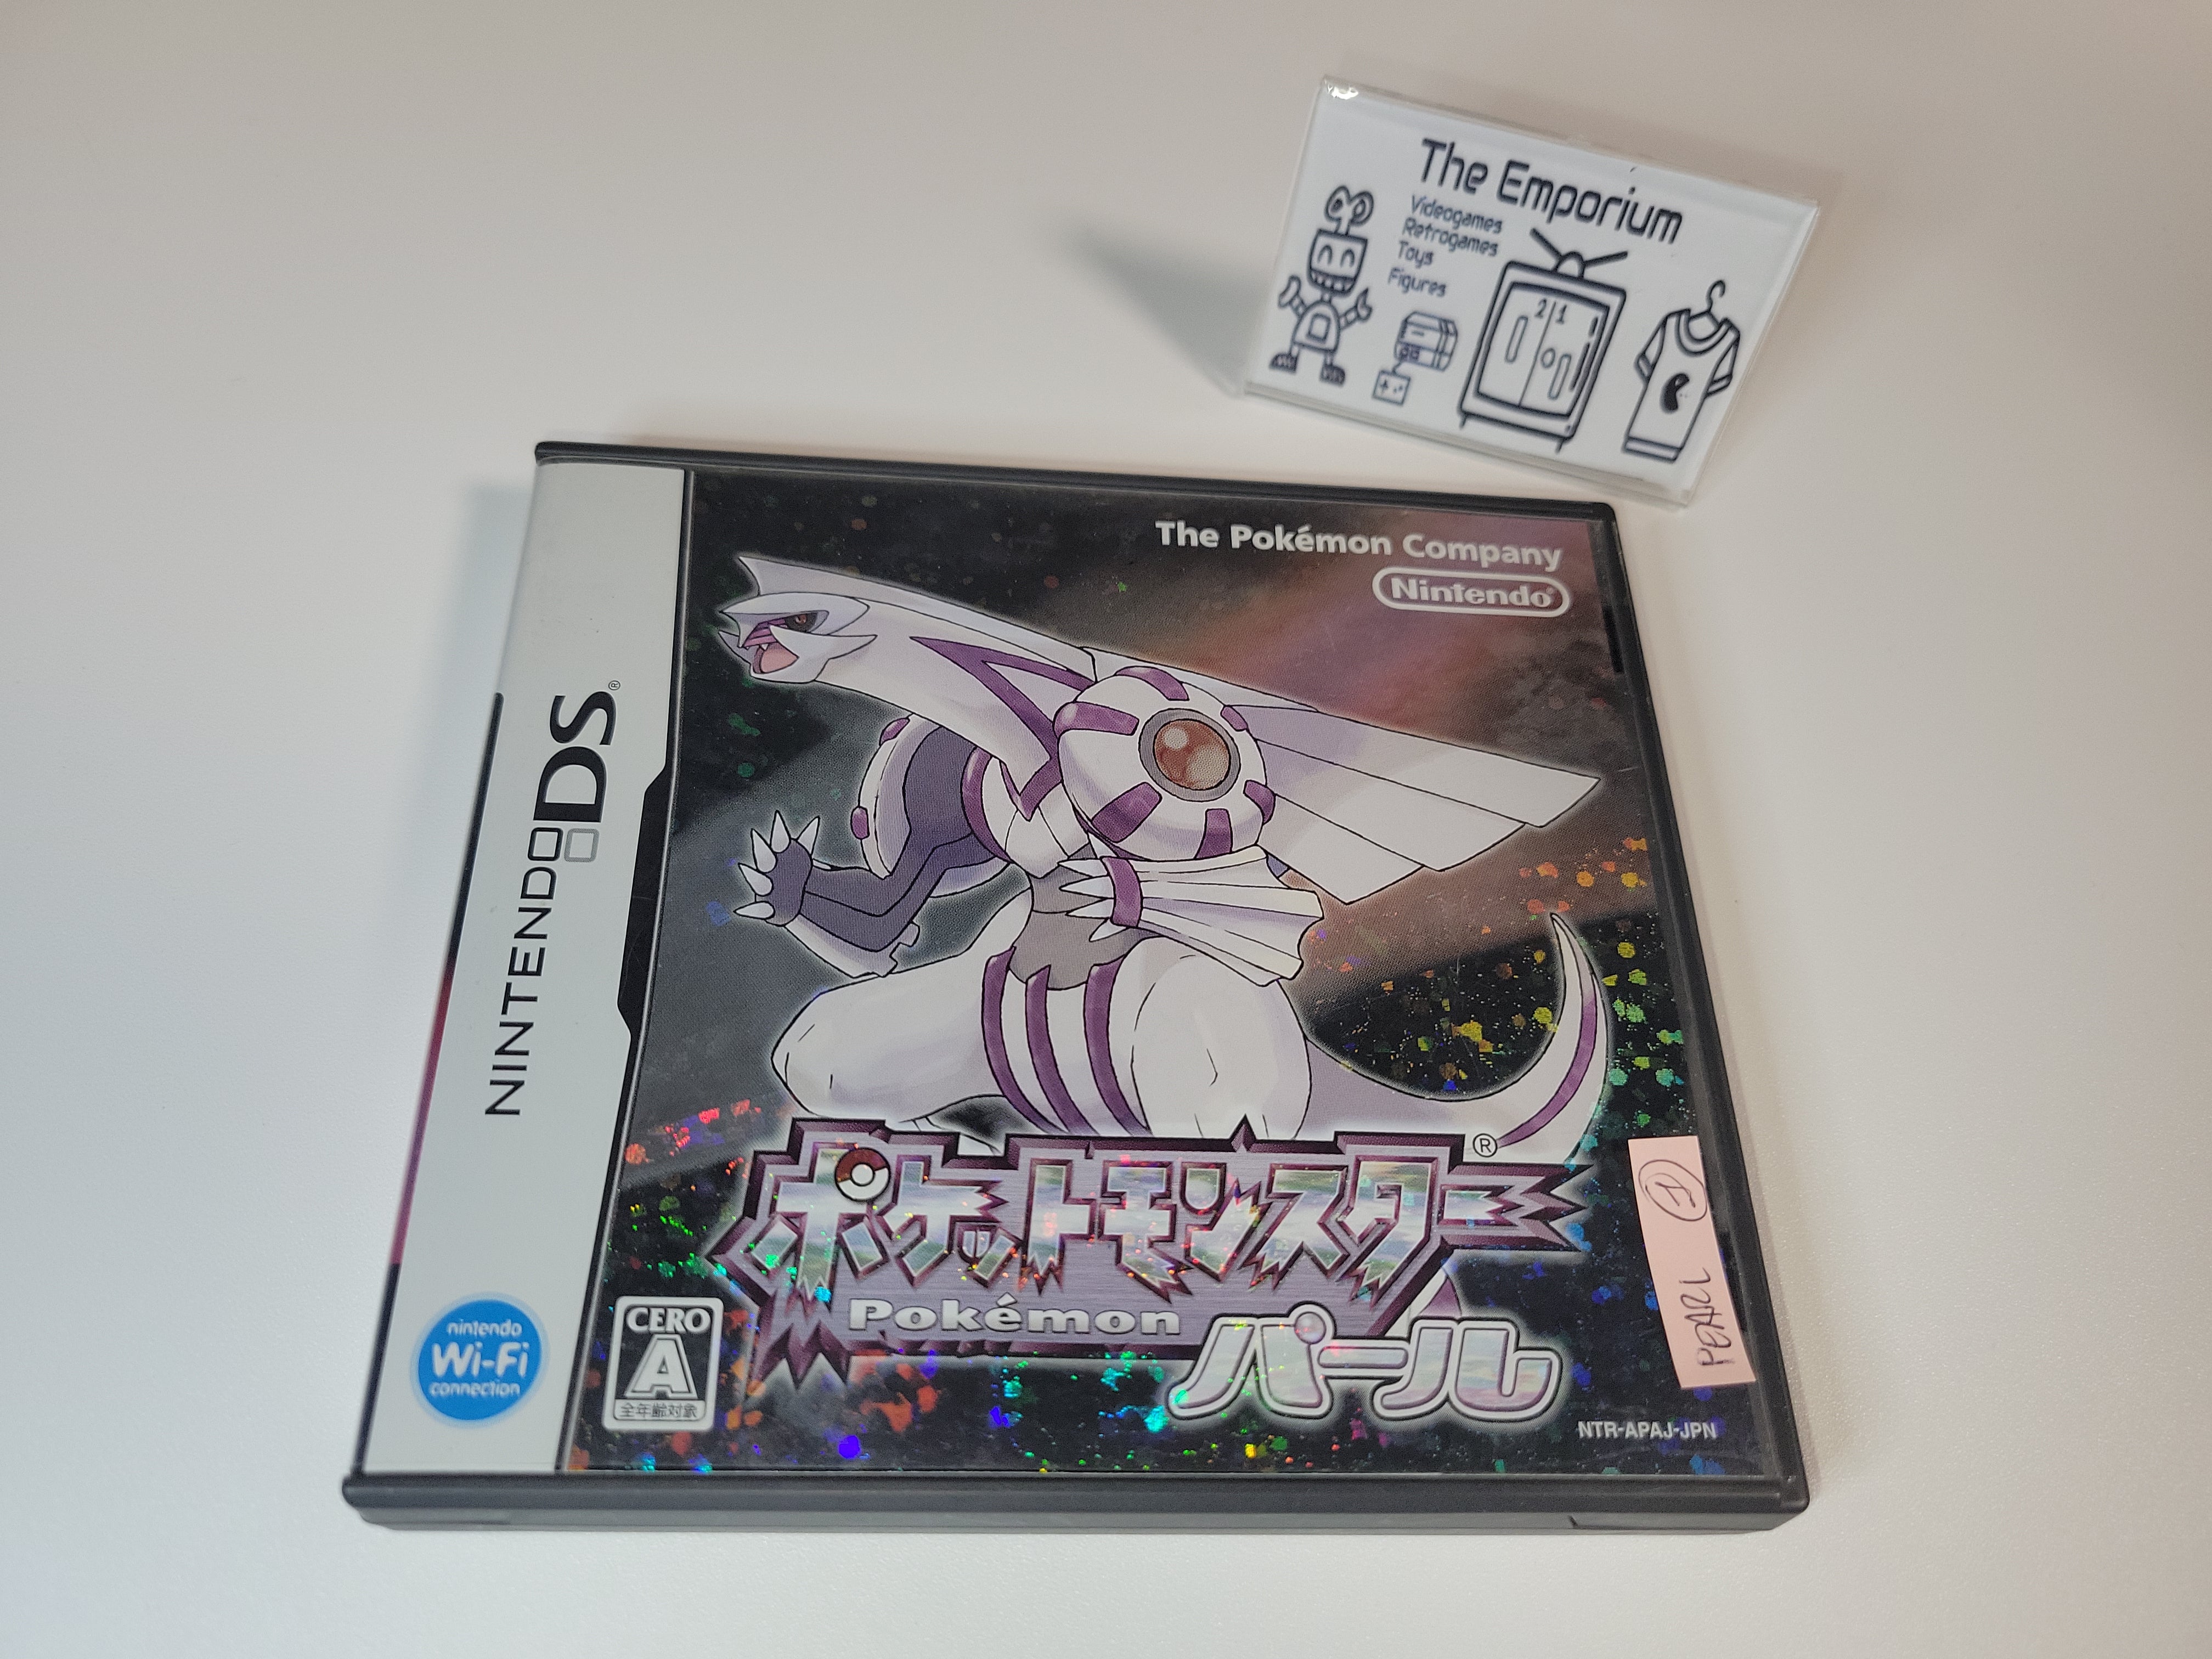 The Emporium
Videogames
Retrogames
Toys
Figures
21
The Pokémon Company
Nintendo®
NINTENDO DS®
ポケットモンスター®
Pokémon
パール
nintendo
Wi-Fi
connection
CERO
A
全年齢対象
NTR-APAJ-JPN
PEARL